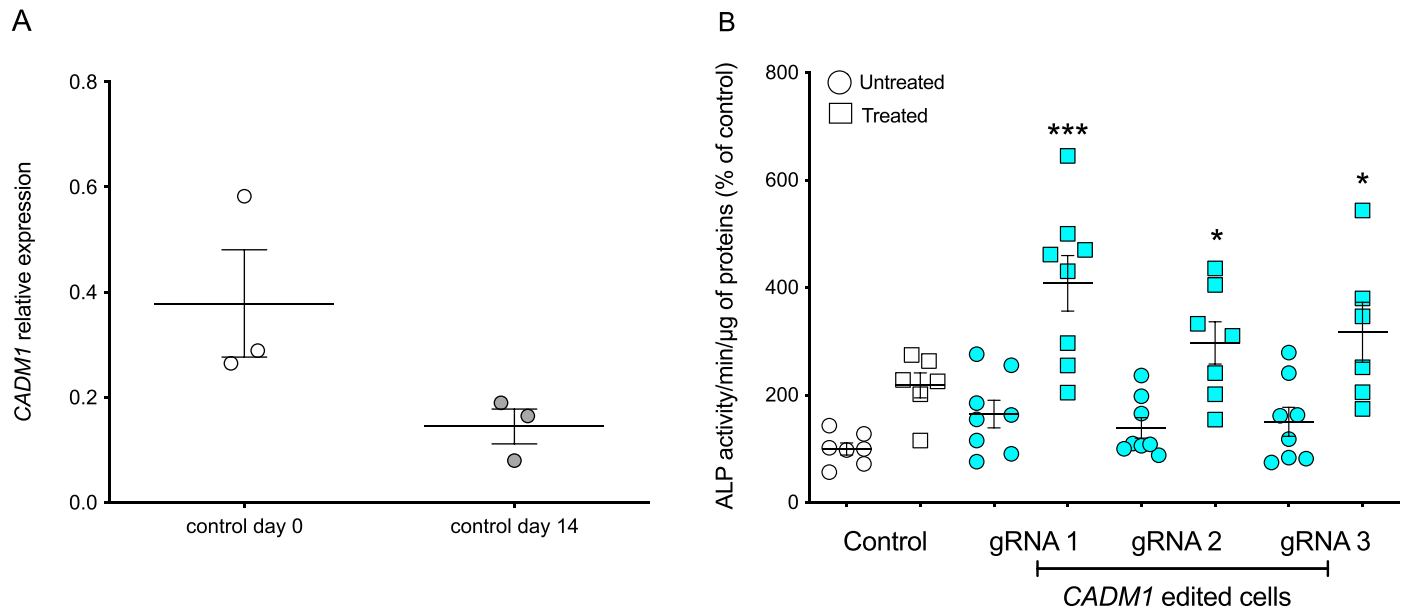 A
CADM1 relative expression
0.8
0.6
0.4
0.2
0.0
control day 0
control day 14
B
ALP activity/min/µg of proteins (% of control)
800
600
400
200
0
Untreated
Treated
***
*
*
Control
gRNA 1
gRNA 2
gRNA 3
CADM1 edited cells